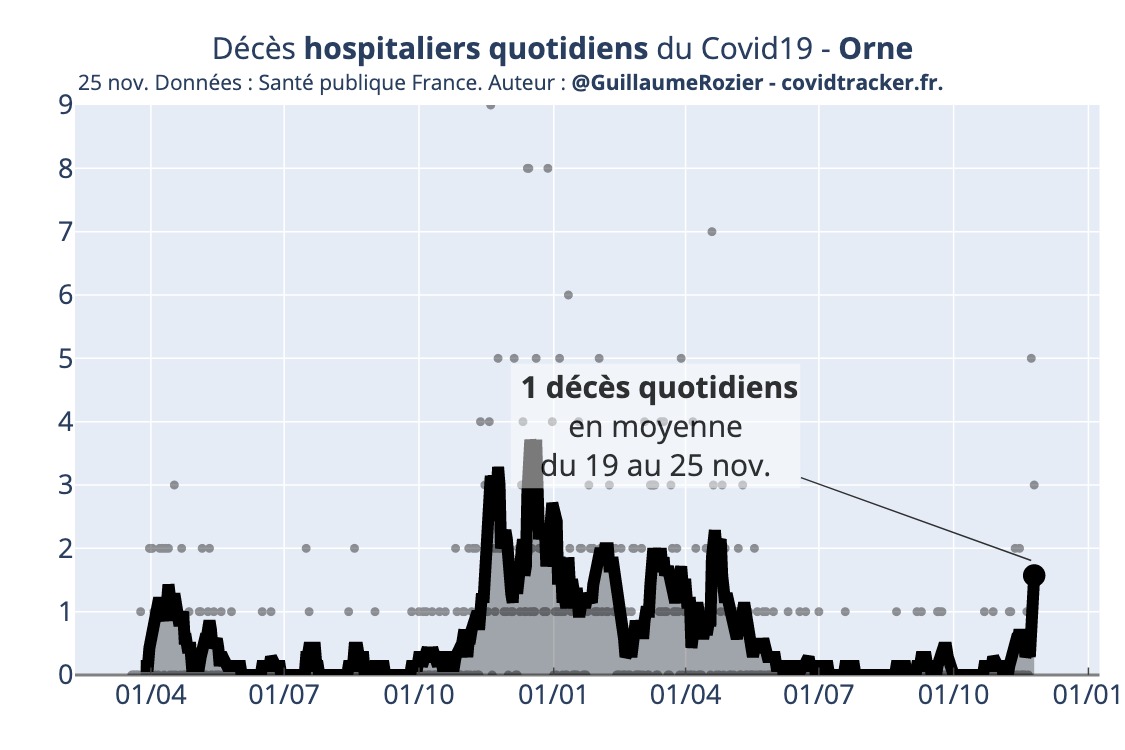 Décès hospitaliers quotidiens du Covid19 - Orne
25 nov. Données : Santé publique France. Auteur : @GuillaumeRozier - covidtracker.fr.
9
8
7
6
5
4
3
2
1
0
1 décès quotidiens
en moyenne
du 19 au 25 nov.
01/04 01/07 01/10 01/01 01/04 01/07 01/10 01/01